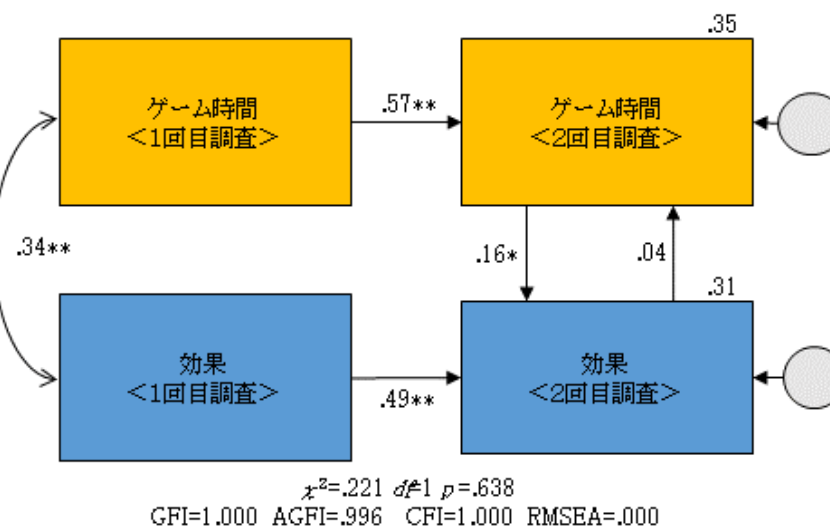 .35
ゲーム時間
<1回目調査>
.57**
ゲーム時間
<2回目調査>
.34**
.16*
.04
.31
効果
<1回目調査>
.49**
効果
<2回目調査>
χ²=.221 df=1 p=.638
GFI=1.000 AGFI=.996 CFI=1.000 RMSEA=.000